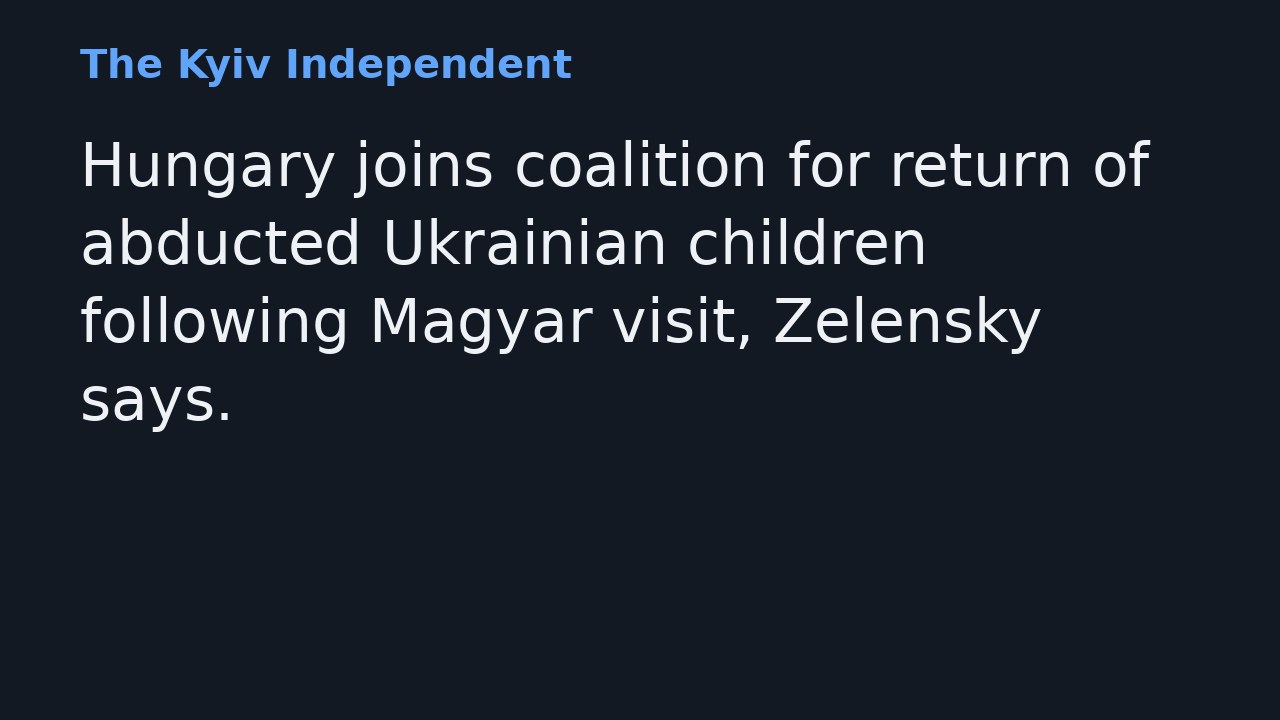 The Kyiv Independent
Hungary joins coalition for return of
abducted Ukrainian children
following Magyar visit, Zelensky
says.